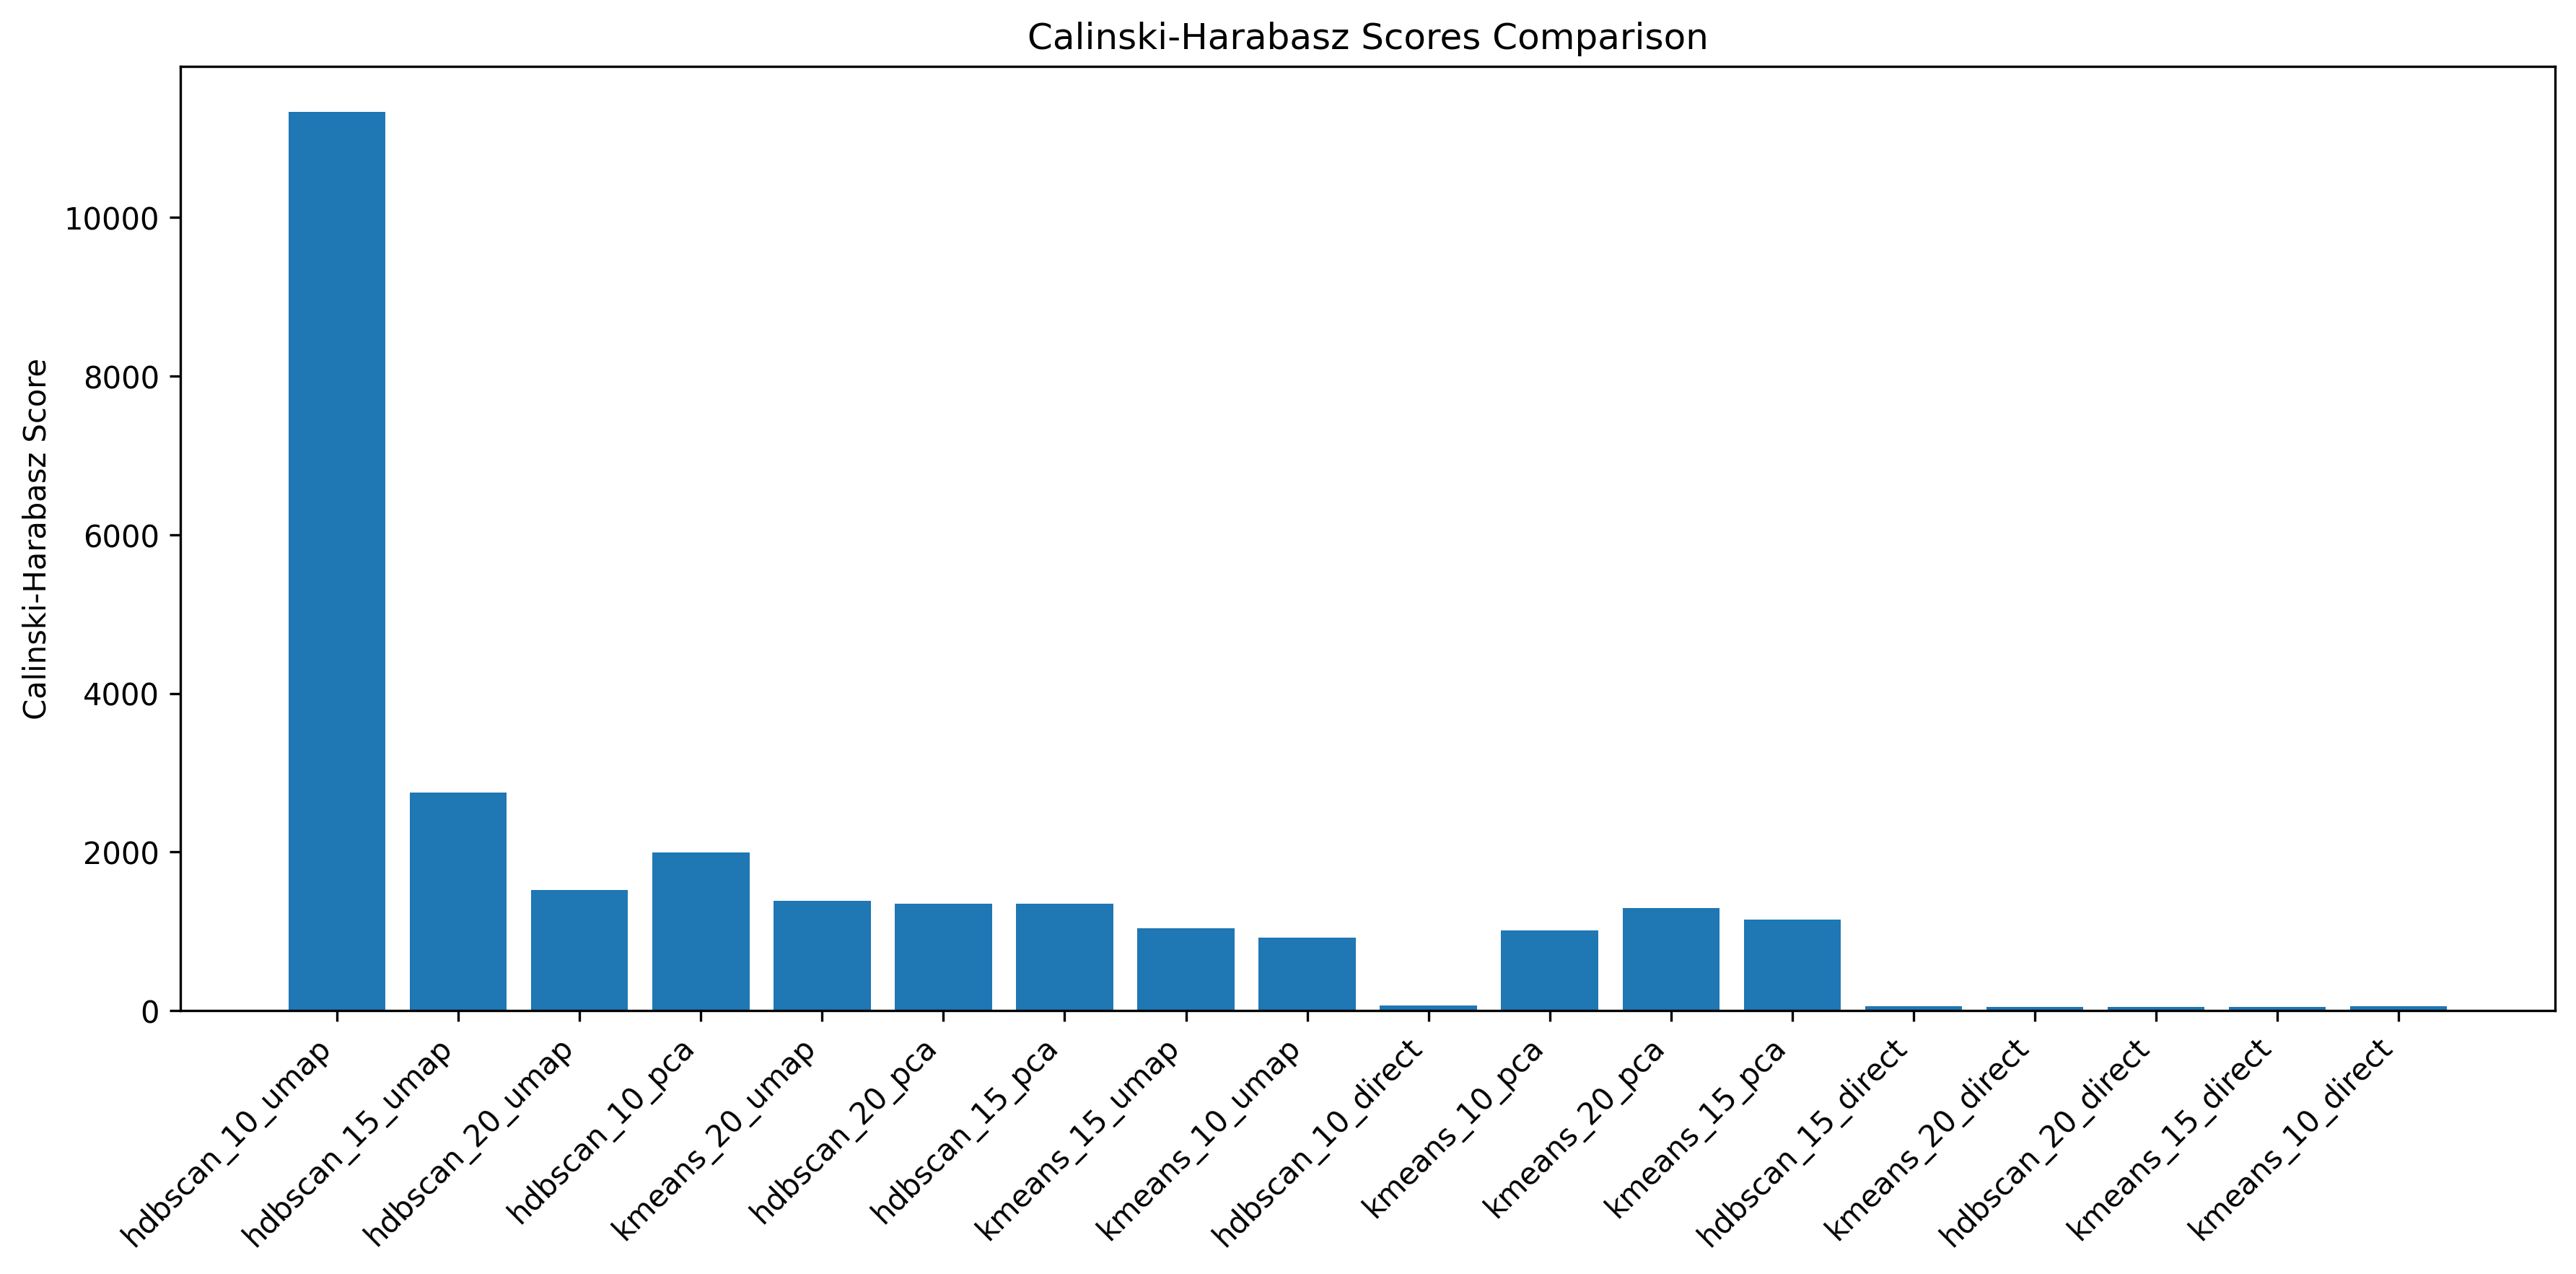 Calinski-Harabasz Scores Comparison
Calinski-Harabasz Score
10000
8000
6000
4000
2000
0
hdbscan_10_umap
hdbscan_15_umap
hdbscan_20_umap
hdbscan_10_pca
kmeans_20_umap
hdbscan_20_pca
hdbscan_15_pca
kmeans_15_umap
kmeans_10_umap
hdbscan_10_direct
kmeans_10_pca
kmeans_20_pca
kmeans_15_pca
hdbscan_15_direct
kmeans_20_direct
hdbscan_20_direct
kmeans_15_direct
kmeans_10_direct